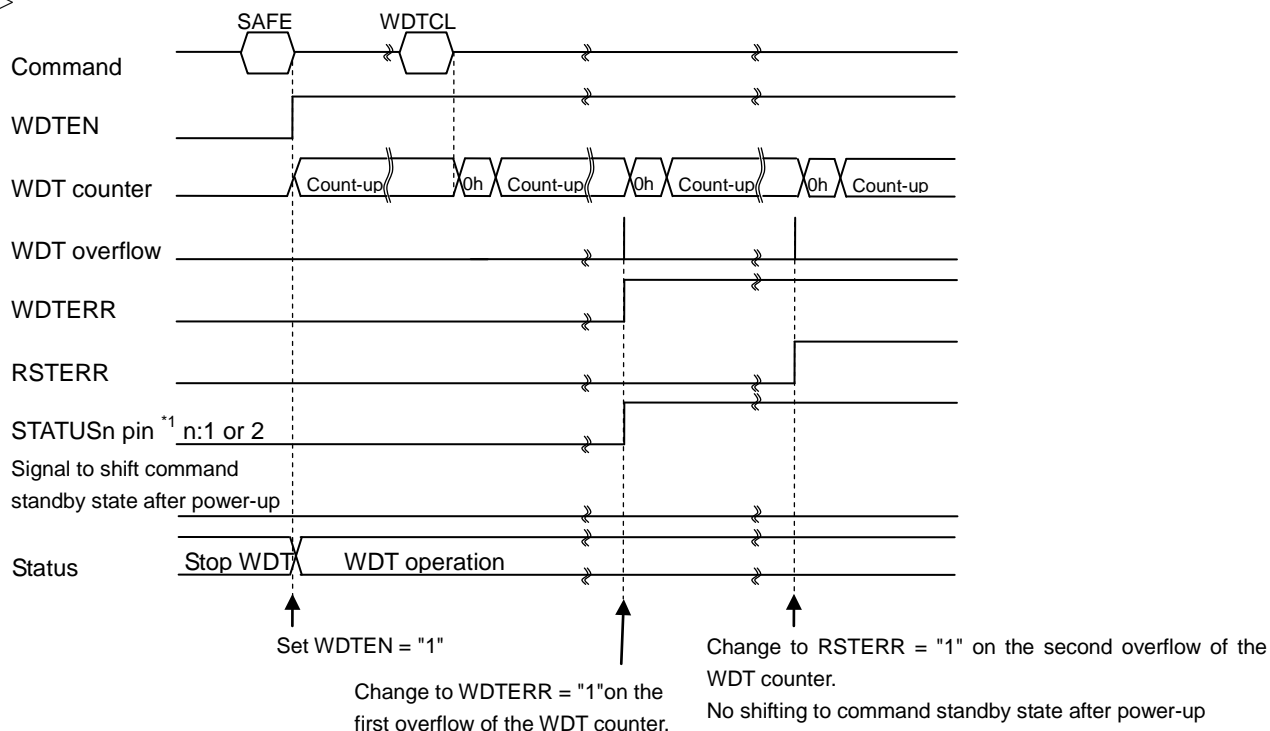 >
SAFE WDTCL
Command
WDTEN
WDT counter Count-up 0h Count-up 0h Count-up 0h Count-up
WDT overflow
WDTERR
RSTERR
STATUSn pin *1 n:1 or 2
Signal to shift command
standby state after power-up
Status Stop WDT WDT operation
Set WDTEN = "1"
Change to WDTERR = "1"on the
first overflow of the WDT counter.
Change to RSTERR = "1" on the second overflow of the
WDT counter.
No shifting to command standby state after power-up